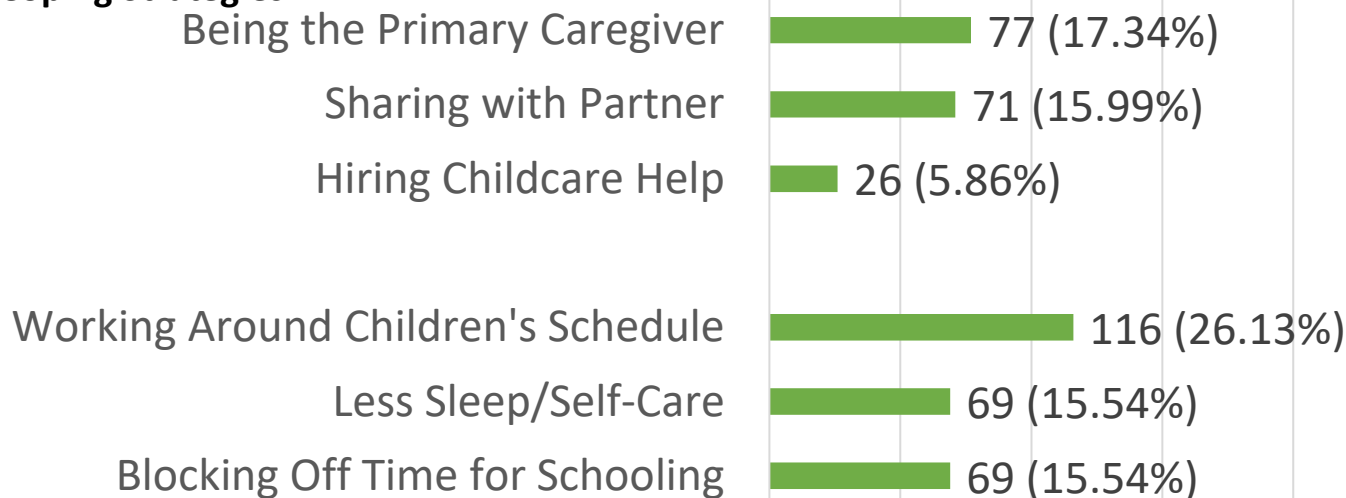 Being the Primary Caregiver 77 (17.34%)
Sharing with Partner 71 (15.99%)
Hiring Childcare Help 26 (5.86%)
Working Around Children's Schedule 116 (26.13%)
Less Sleep/Self-Care 69 (15.54%)
Blocking Off Time for Schooling 69 (15.54%)